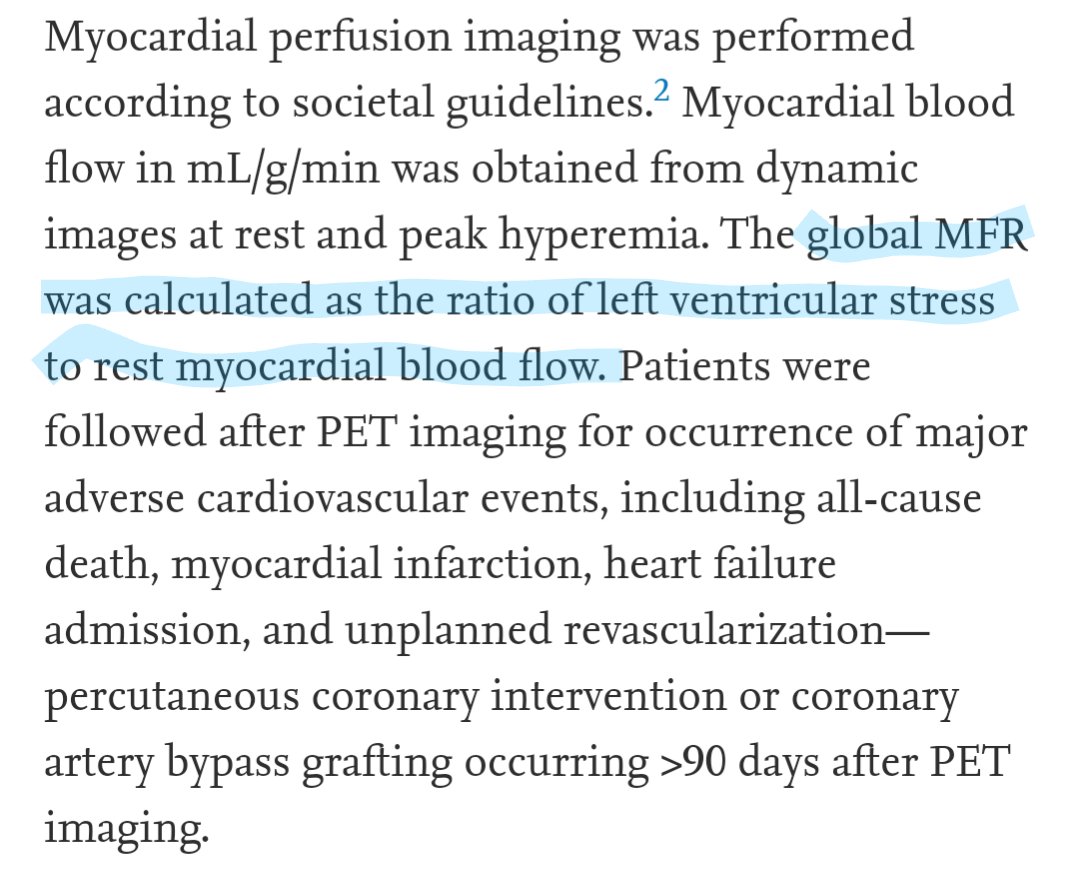 Myocardial perfusion imaging was performed
according to societal guidelines.2 Myocardial blood
flow in mL/g/min was obtained from dynamic
images at rest and peak hyperemia. The global MFR
was calculated as the ratio of left ventricular stress
to rest myocardial blood flow. Patients were
followed after PET imaging for occurrence of major
adverse cardiovascular events, including all-cause
death, myocardial infarction, heart failure
admission, and unplanned revascularization—
percutaneous coronary intervention or coronary
artery bypass grafting occurring >90 days after PET
imaging.